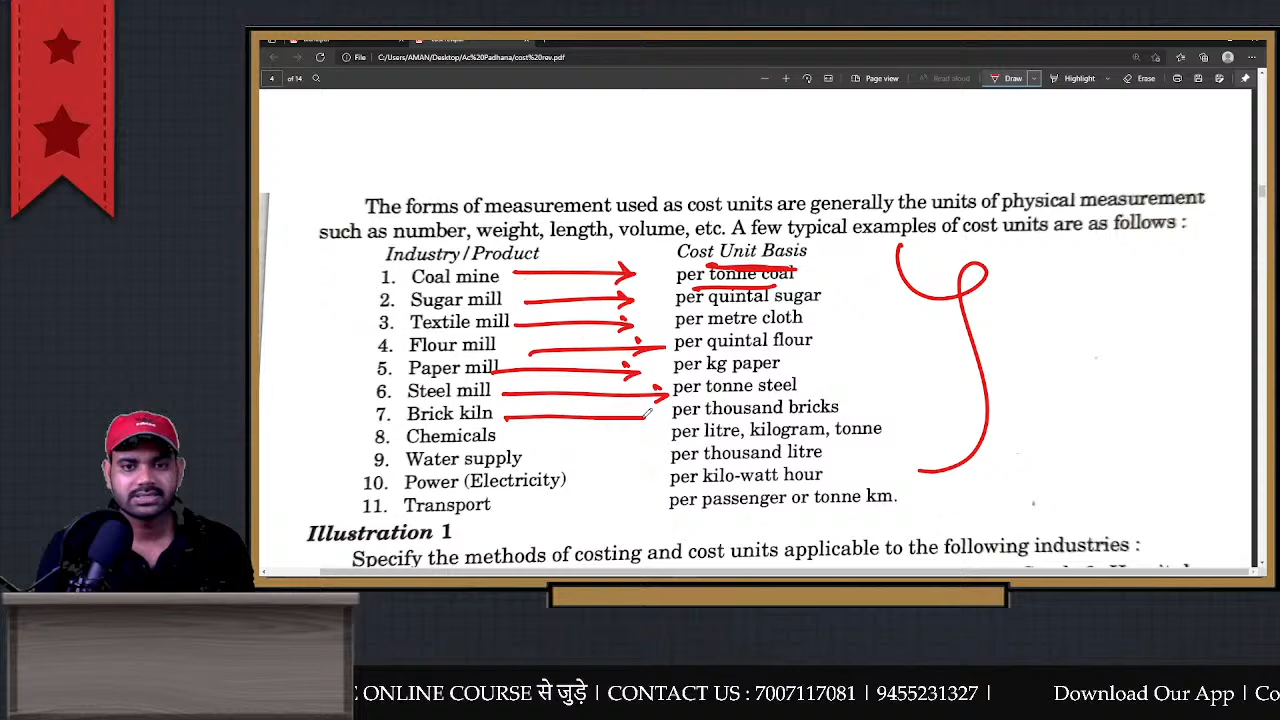 File
C:/Users/AMAN/Desktop/Ac%20Padhana/cost%20rev.pdf
4 of 14
Page view
Read aloud
Draw
Highlight
Erase
The forms of measurement used as cost units are generally the units of physical measurement
such as number, weight, length, volume, etc. A few typical examples of cost units are as follows :
Industry/Product Cost Unit Basis
1. Coal mine per tonne coal
2. Sugar mill per quintal sugar
3. Textile mill per metre cloth
4. Flour mill per quintal flour
5. Paper mill per kg paper
6. Steel mill per tonne steel
7. Brick kiln per thousand bricks
8. Chemicals per litre, kilogram, tonne
9. Water supply per thousand litre
10. Power (Electricity) per kilo-watt hour
11. Transport per passenger or tonne km.
Illustration 1
Specify the methods of costing and cost units applicable to the following industries :
ONLINE COURSE से जुड़े | CONTACT US : 7007117081 | 9455231327 | Download Our App | Co